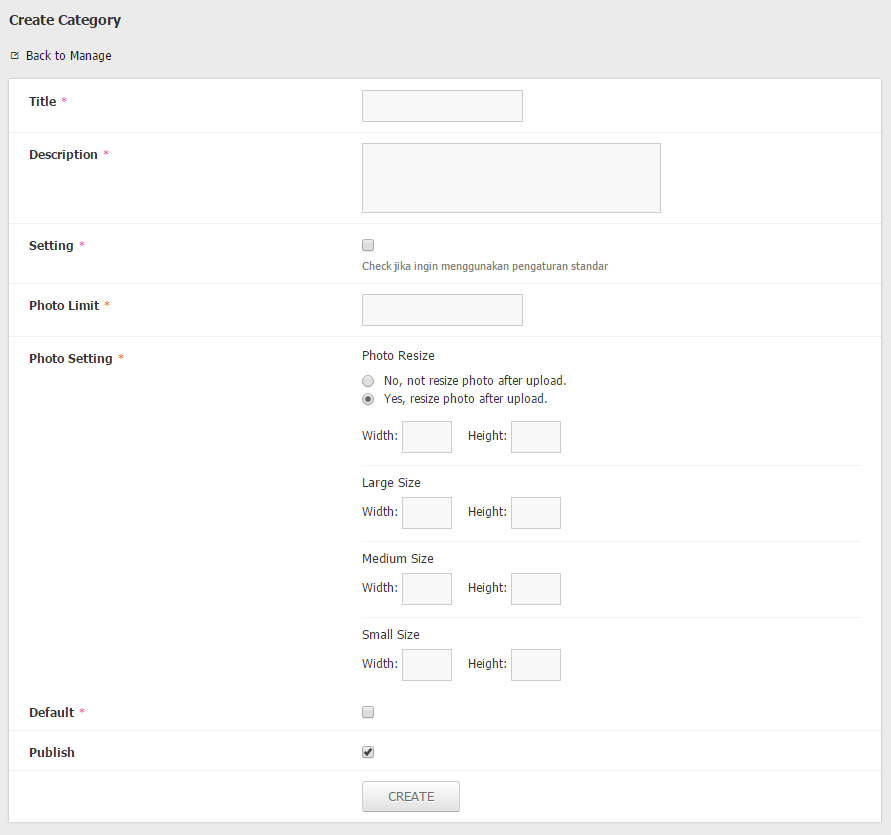 Create Category
Back to Manage
Title *
Description *
Setting *
Check jika ingin menggunakan pengaturan standar
Photo Limit *
Photo Setting *
Photo Resize
No, not resize photo after upload.
Yes, resize photo after upload.
Width: Height:
Large Size
Width: Height:
Medium Size
Width: Height:
Small Size
Width: Height:
Default *
Publish
CREATE